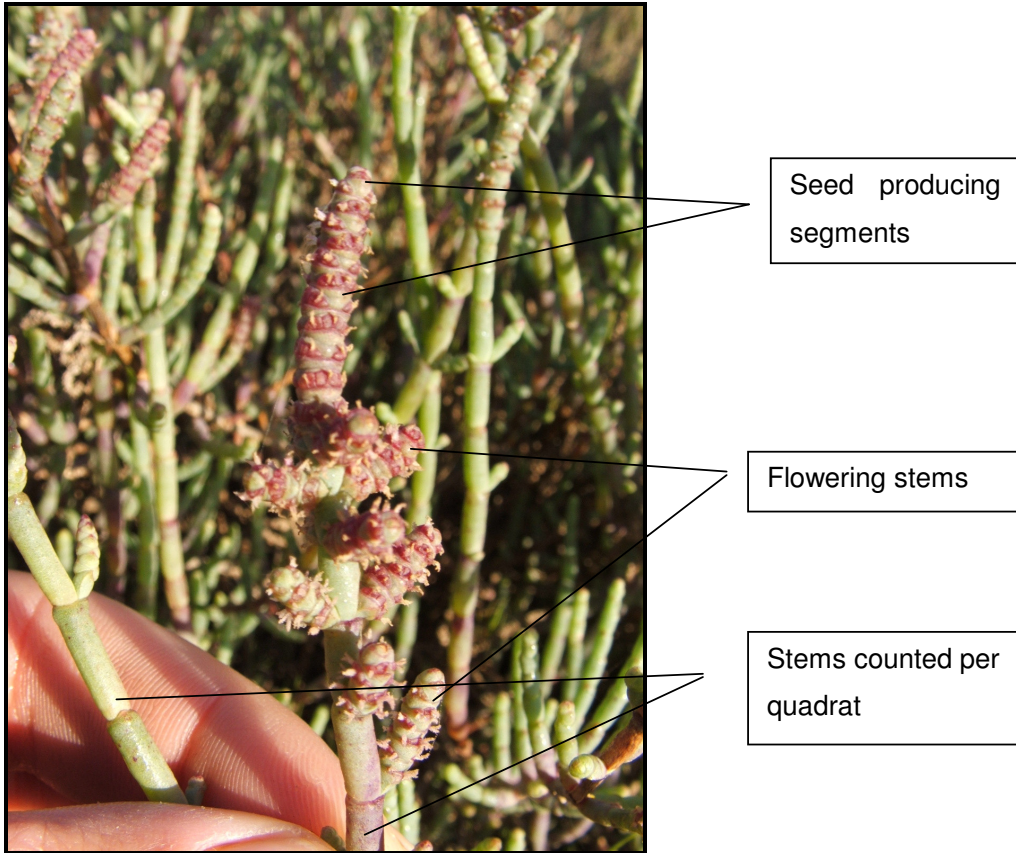 Seed producing
segments
Flowering stems
Stems counted per
quadrat